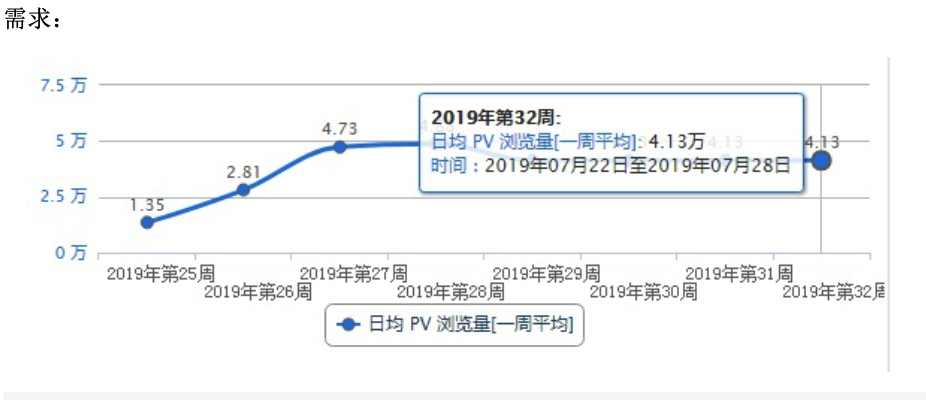 需求：
7.5 万
5 万
2.5 万
0 万
1.35
2.81
4.73
4.13
4.13
2019年第32周:
日均 PV 浏览量[一周平均]: 4.13万
时间：2019年07月22日至2019年07月28日
2019年第25周
2019年第26周
2019年第27周
2019年第28周
2019年第29周
2019年第30周
2019年第31周
2019年第32周
日均 PV 浏览量[一周平均]